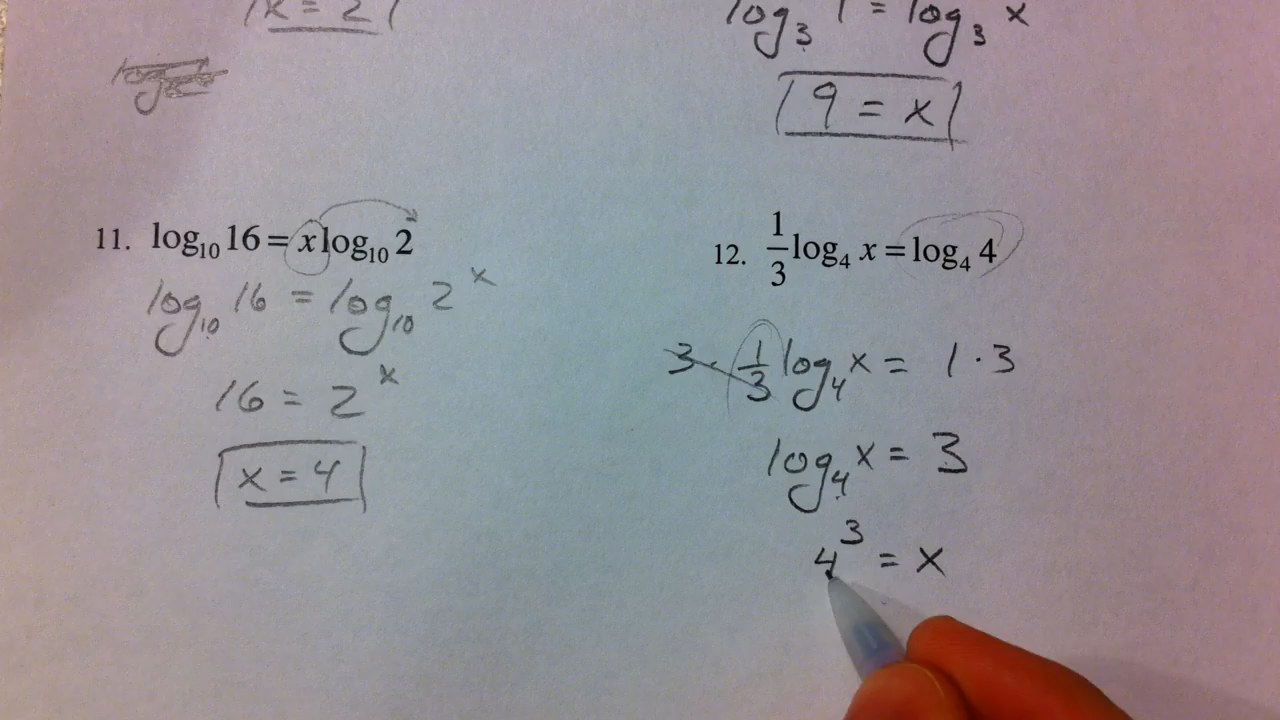 x = 2
log₃ 9 = log₃ x
9 = x
11. log₁₀ 16 = x log₁₀ 2
log₁₀ 16 = log₁₀ 2ˣ
16 = 2ˣ
x = 4
12. 1/3 log₄ x = log₄ 4
3 · 1/3 log₄ x = 1 · 3
log₄ x = 3
4³ = x